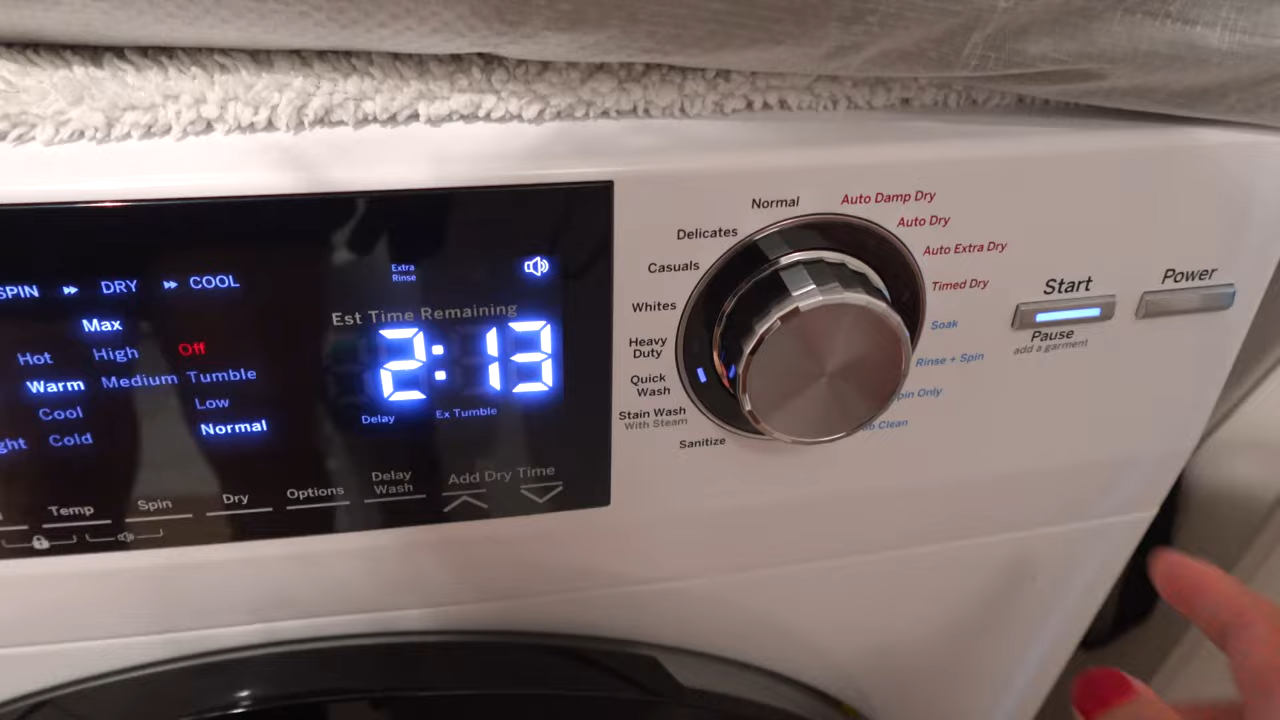 SPIN
DRY
COOL
Max
Hot
High
Off
Warm
Medium
Tumble
Cool
Low
Cold
Normal
Extra
Rinse
Est Time Remaining
2:13
Delay
Ex Tumble
Temp
Spin
Dry
Options
Delay
Wash
Add Dry Time
Normal
Delicates
Casuals
Whites
Heavy
Duty
Quick
Wash
Stain Wash
With Steam
Sanitize
Auto Damp Dry
Auto Dry
Auto Extra Dry
Timed Dry
Soak
Rinse + Spin
pin Only
Clean
Start
Pause
add a garment
Power